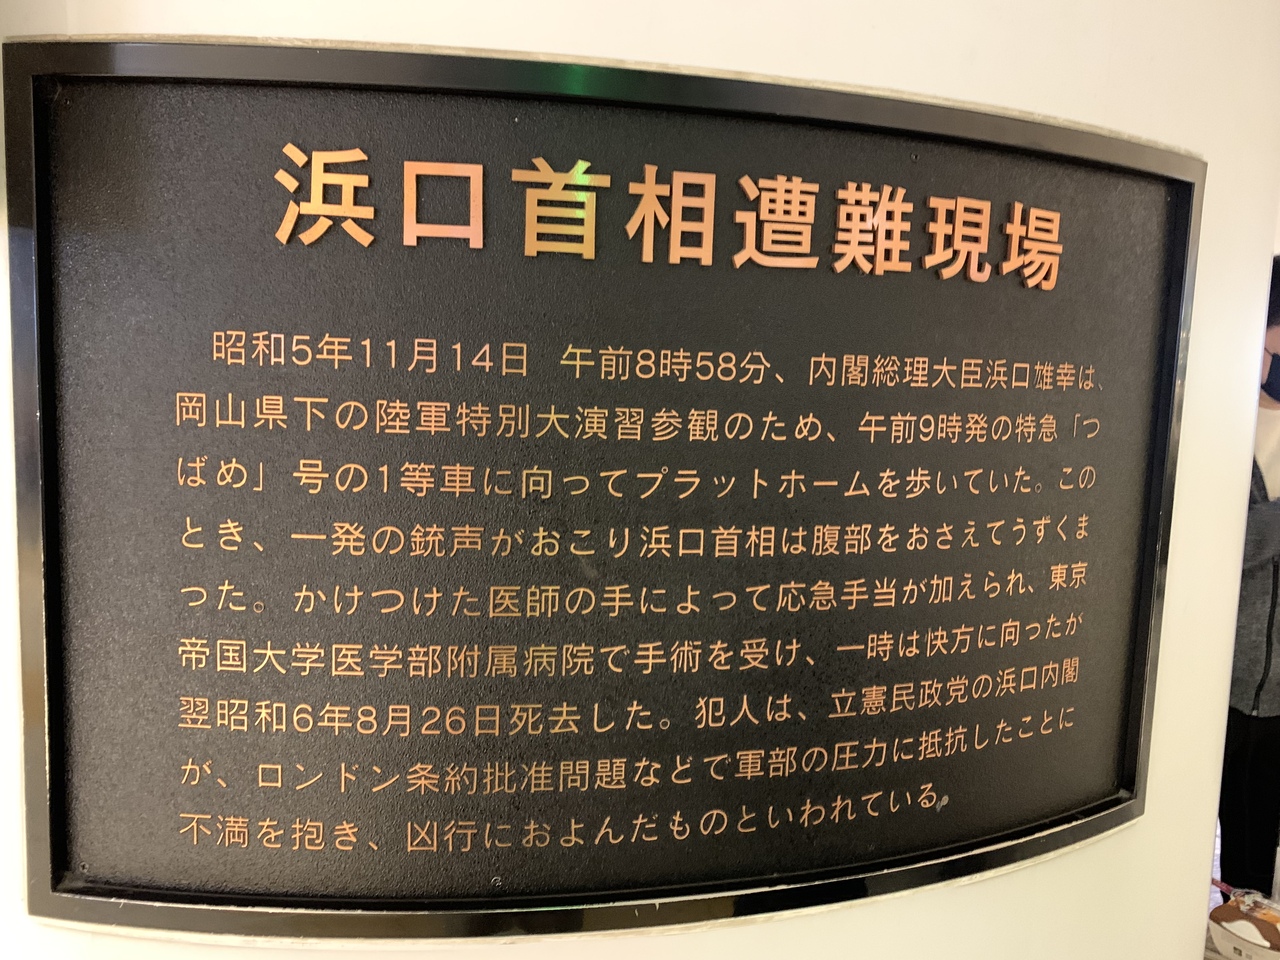 浜口首相遭難現場
昭和5年11月14日 午前8時58分、内閣総理大臣浜口雄幸は、
岡山県下の陸軍特別大演習参観のため、午前9時発の特急「つ
ばめ」号の1等車に向ってプラットホームを歩いていた。この
とき、一発の銃声がおこり浜口首相は腹部をおさえてうずくま
った。かけつけた医師の手によって応急手当が加えられ、東京
帝国大学医学部附属病院で手術を受け、一時は快方に向ったが
翌昭和6年8月26日死去した。犯人は、立憲民政党の浜口内閣
が、ロンドン条約批准問題などで軍部の圧力に抵抗したことに
不満を抱き、凶行におよんだものといわれている。